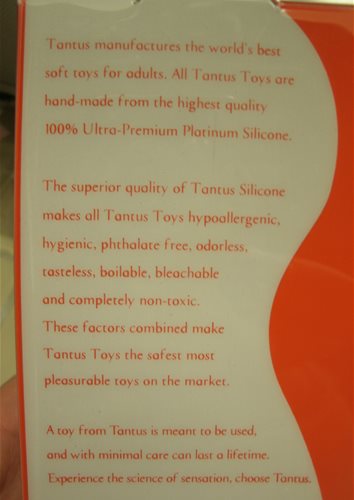 Tantus manufactures the world's best
soft toys for adults. All Tantus Toys are
hand-made from the highest quality
100% Ultra-Premium Platinum Silicone.
The superior quality of Tantus Silicone
makes all Tantus Toys hypoallergenic,
hygienic, phthalate free, odorless,
tasteless, boilable, bleachable
and completely non-toxic.
These factors combined make
Tantus Toys the safest most
pleasurable toys on the market.
A toy from Tantus is meant to be used,
and with minimal care can last a lifetime.
Experience the science of sensation, choose Tantus.